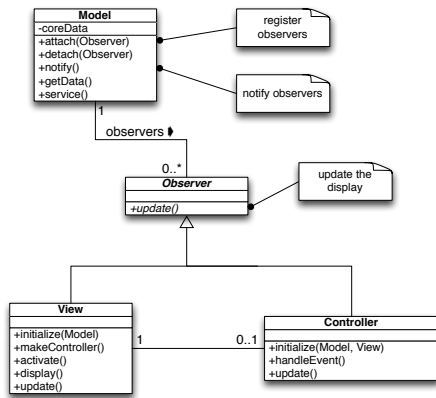 Model
-coreData
+attach(Observer)
+detach(Observer)
+notify()
+getData()
+service()
register
observers
notify observers
1
observers
0..*
Observer
+update()
update the
display
View
+initialize(Model)
+makeController()
+activate()
+display()
+update()
1
0..1
Controller
+initialize(Model, View)
+handleEvent()
+update()